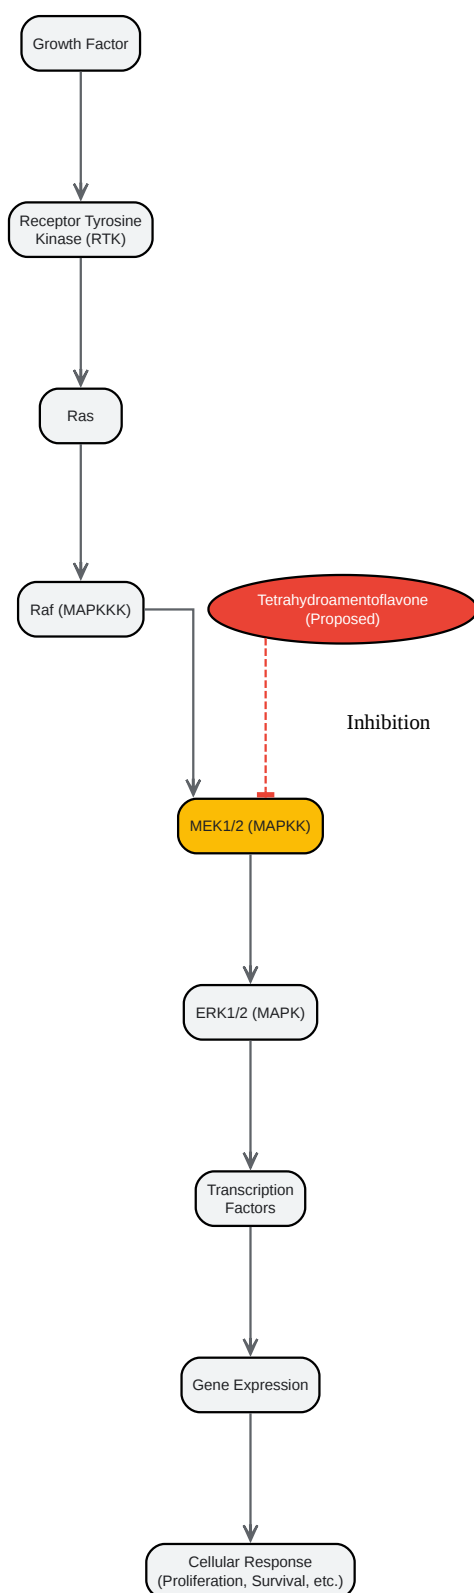 Growth Factor
Receptor Tyrosine
Kinase (RTK)
Ras
Raf (MAPKKK)
Tetrahydroamentoflavone
(Proposed)
Inhibition
MEK1/2 (MAPKK)
ERK1/2 (MAPK)
Transcription
Factors
Gene Expression
Cellular Response
(Proliferation, Survival, etc.)